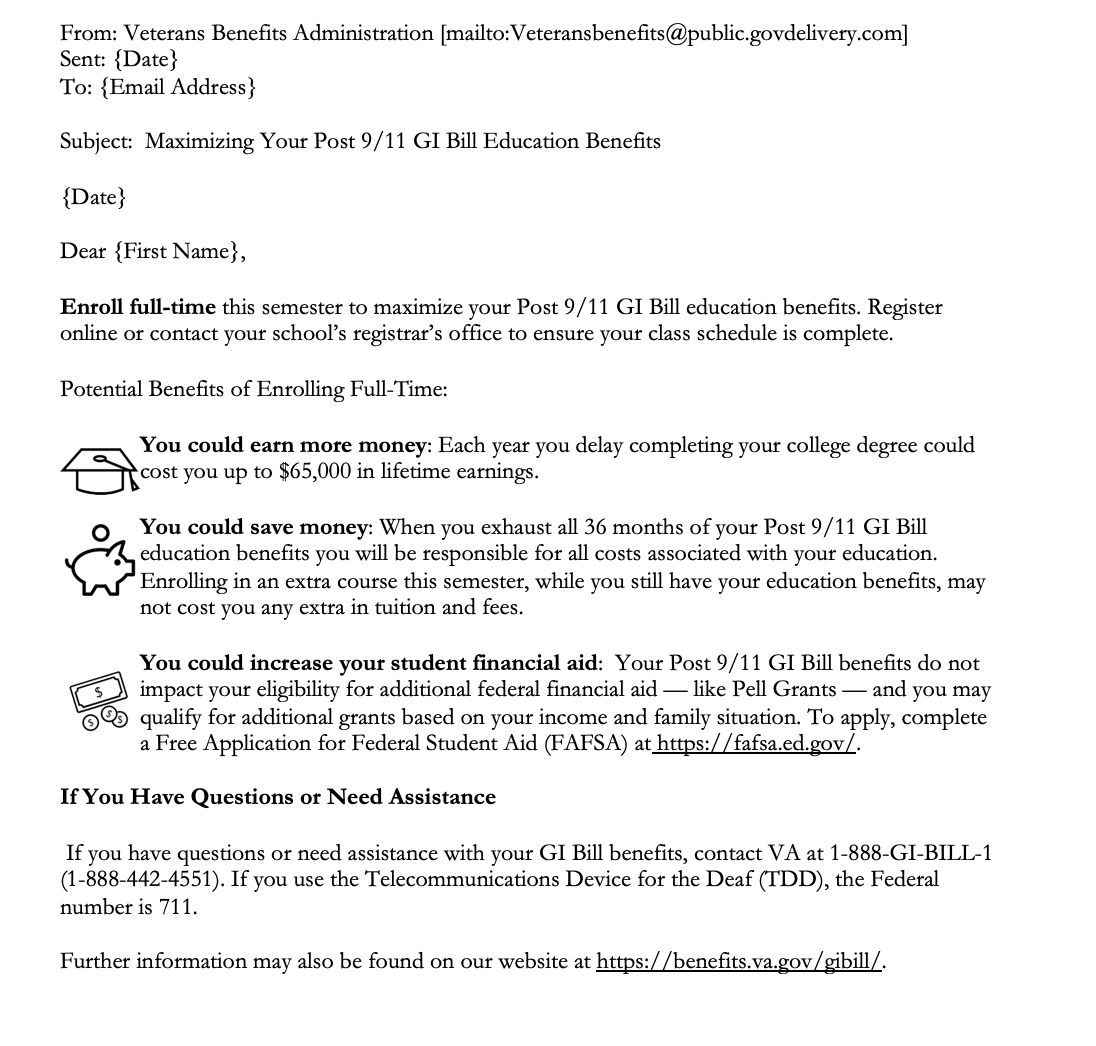 From: Veterans Benefits Administration [mailto:Veteransbenefits@public.govdelivery.com]
Sent: {Date}
To: {Email Address}
Subject:  Maximizing Your Post 9/11 GI Bill Education Benefits
{Date}
Dear {First Name},
Enroll full-time this semester to maximize your Post 9/11 GI Bill education benefits. Register
online or contact your school’s registrar’s office to ensure your class schedule is complete.
Potential Benefits of Enrolling Full-Time:
You could earn more money: Each year you delay completing your college degree could
cost you up to $65,000 in lifetime earnings.
You could save money: When you exhaust all 36 months of your Post 9/11 GI Bill
education benefits you will be responsible for all costs associated with your education.
Enrolling in an extra course this semester, while you still have your education benefits, may
not cost you any extra in tuition and fees.
You could increase your student financial aid:  Your Post 9/11 GI Bill benefits do not
impact your eligibility for additional federal financial aid — like Pell Grants — and you may
qualify for additional grants based on your income and family situation. To apply, complete
a Free Application for Federal Student Aid (FAFSA) at https://fafsa.ed.gov/.
If You Have Questions or Need Assistance
If you have questions or need assistance with your GI Bill benefits, contact VA at 1-888-GI-BILL-1
(1-888-442-4551). If you use the Telecommunications Device for the Deaf (TDD), the Federal
number is 711.
Further information may also be found on our website at https://benefits.va.gov/gibill/.